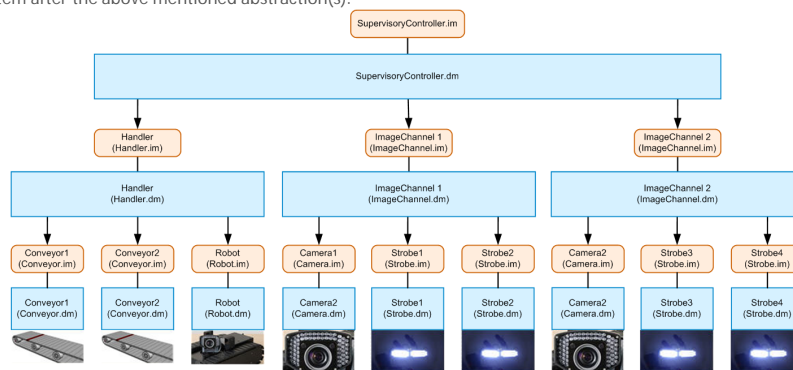 tem after the above mentioned abstraction(s):
SupervisoryController.im
SupervisoryController.dm
Handler
(Handler.im)
ImageChannel 1
(ImageChannel.im)
ImageChannel 2
(ImageChannel.im)
Handler
(Handler.dm)
ImageChannel 1
(ImageChannel.dm)
ImageChannel 2
(ImageChannel.dm)
Conveyor1
(Conveyor.im)
Conveyor2
(Conveyor.im)
Robot
(Robot.im)
Camera1
(Camera.im)
Strobe1
(Strobe.im)
Strobe2
(Strobe.im)
Camera2
(Camera.im)
Strobe3
(Strobe.im)
Strobe4
(Strobe.im)
Conveyor1
(Conveyor.dm)
Conveyor2
(Conveyor.dm)
Robot
(Robot.dm)
Camera2
(Camera.dm)
Strobe1
(Strobe.dm)
Strobe2
(Strobe.dm)
Camera2
(Camera.dm)
Strobe3
(Strobe.dm)
Strobe4
(Strobe.dm)